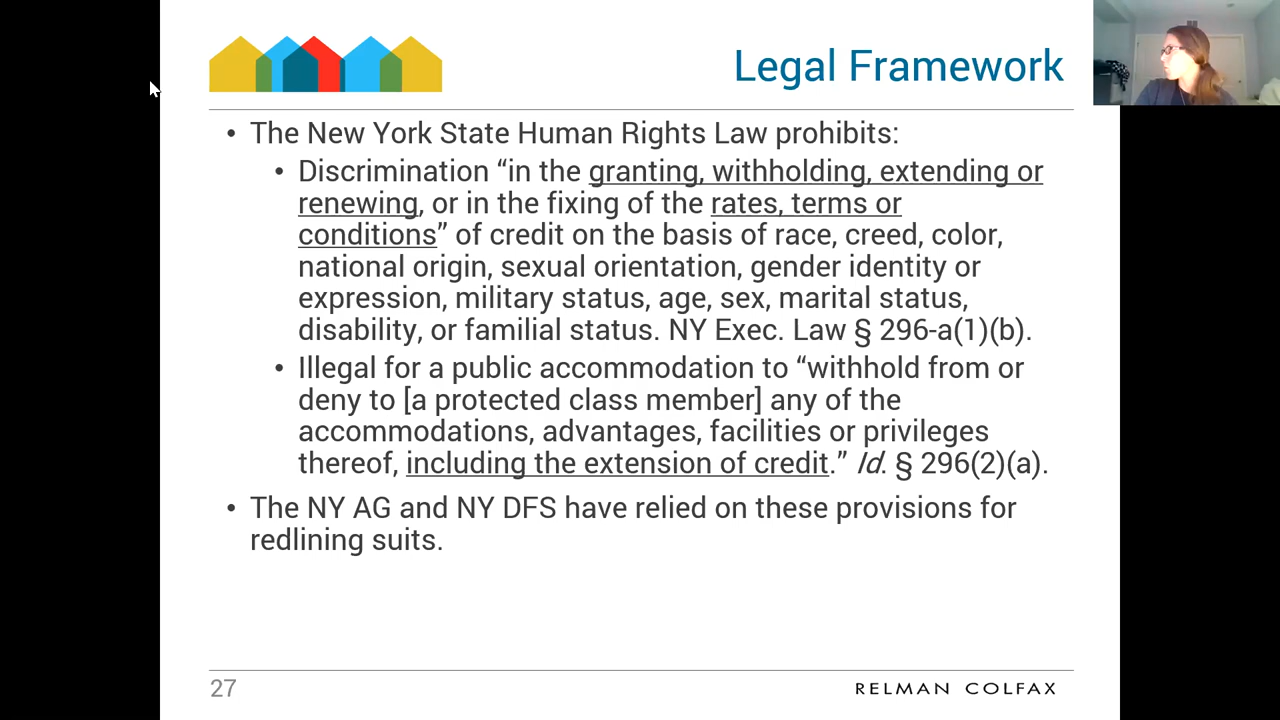 Legal Framework
• The New York State Human Rights Law prohibits:
• Discrimination “in the granting, withholding, extending or
renewing, or in the fixing of the rates, terms or
conditions” of credit on the basis of race, creed, color,
national origin, sexual orientation, gender identity or
expression, military status, age, sex, marital status,
disability, or familial status. NY Exec. Law § 296-a(1)(b).
• Illegal for a public accommodation to “withhold from or
deny to [a protected class member] any of the
accommodations, advantages, facilities or privileges
thereof, including the extension of credit.” Id. § 296(2)(a).
• The NY AG and NY DFS have relied on these provisions for
redlining suits.
27
RELMAN COLFAX